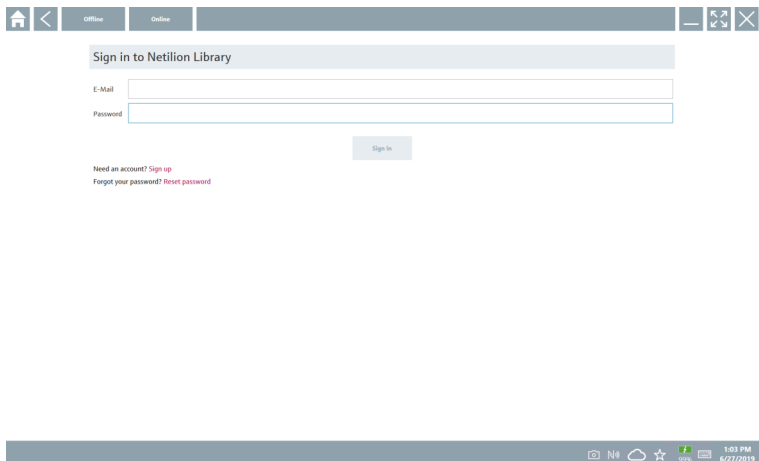 Offline Online
Sign in to Netilion Library
E-Mail
Password
Sign in
Need an account? Sign up
Forgot your password? Reset password
1:03 PM
99% 6/27/2019